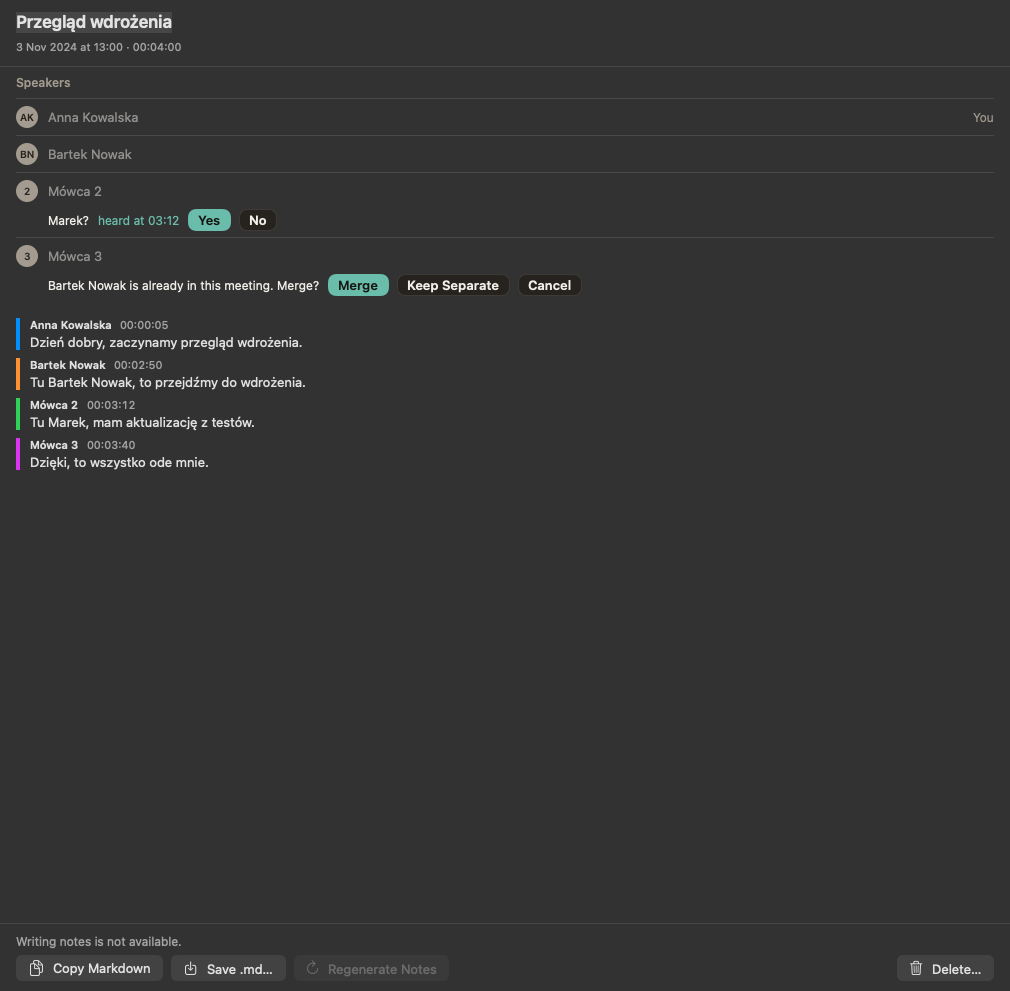 Przegląd wdrożenia
3 Nov 2024 at 13:00 · 00:04:00
Speakers
AK Anna Kowalska You
BN Bartek Nowak
2 Mówca 2
Marek? heard at 03:12 Yes No
3 Mówca 3
Bartek Nowak is already in this meeting. Merge? Merge Keep Separate Cancel
Anna Kowalska 00:00:05
Dzień dobry, zaczynamy przegląd wdrożenia.
Bartek Nowak 00:02:50
Tu Bartek Nowak, to przejdźmy do wdrożenia.
Mówca 2 00:03:12
Tu Marek, mam aktualizację z testów.
Mówca 3 00:03:40
Dzięki, to wszystko ode mnie.
Writing notes is not available.
Copy Markdown Save .md... Regenerate Notes Delete...